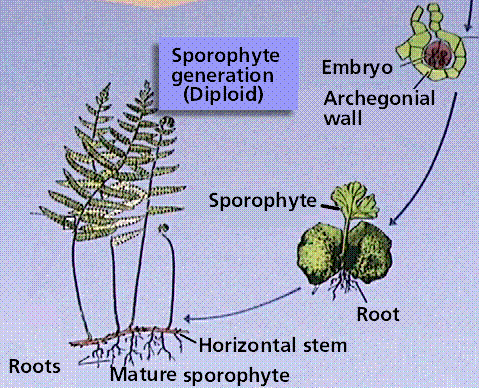 Sporophyte
generation
(Diploid)
Embryo
Archegonial
wall
Sporophyte
Root
Horizontal stem
Roots
Mature sporophyte